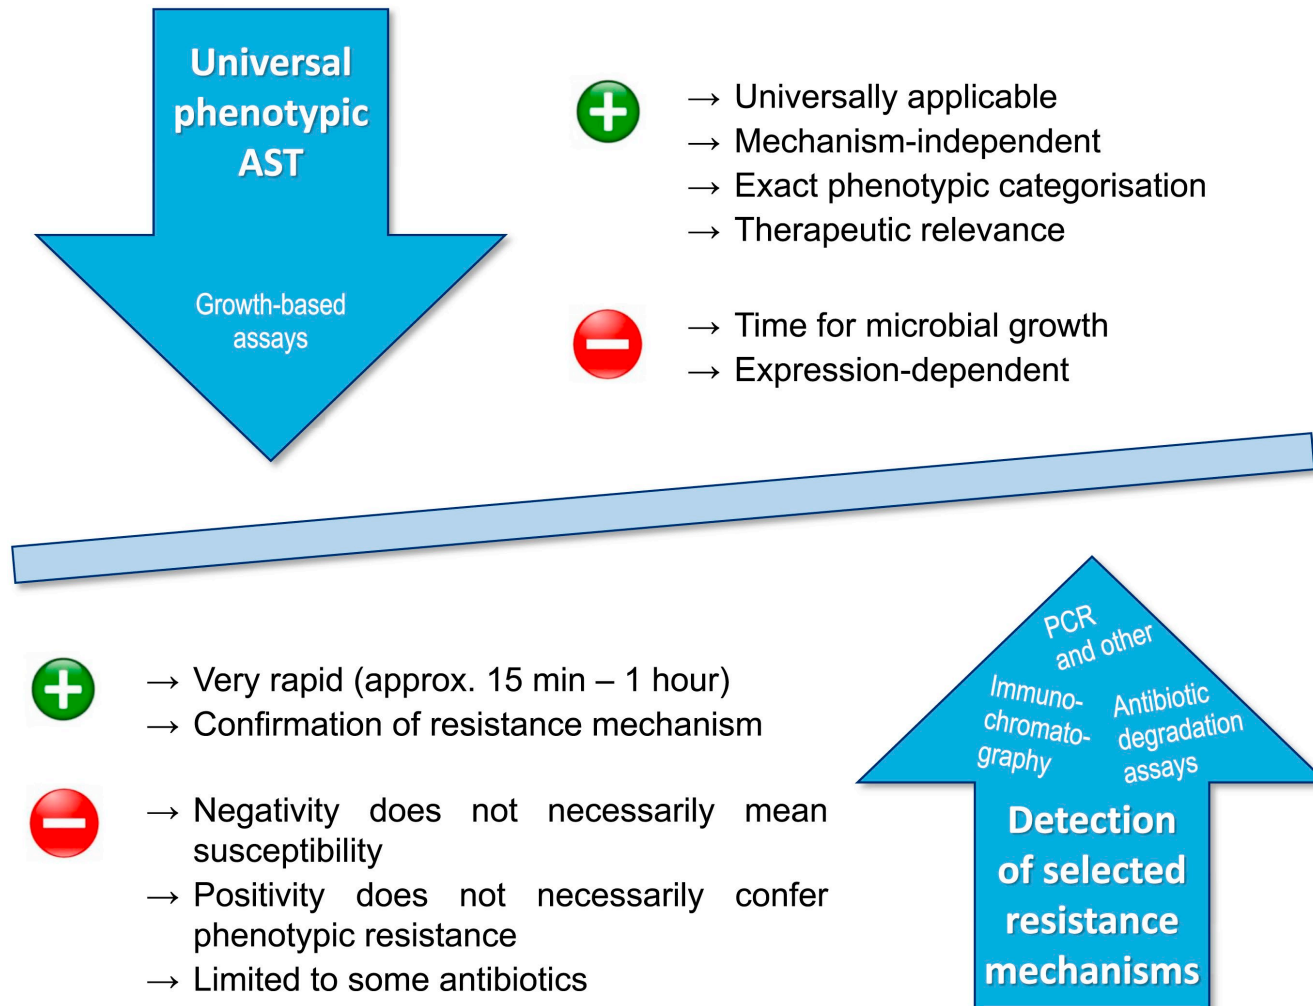 Universal
phenotypic
AST
Growth-based
assays
→ Universally applicable
→ Mechanism-independent
→ Exact phenotypic categorisation
→ Therapeutic relevance
→ Time for microbial growth
→ Expression-dependent
→ Very rapid (approx. 15 min – 1 hour)
→ Confirmation of resistance mechanism
→ Negativity does not necessarily mean
susceptibility
→ Positivity does not necessarily confer
phenotypic resistance
→ Limited to some antibiotics
PCR
and other
Immuno-
chromato-
graphy
Antibiotic
degradation
assays
Detection
of selected
resistance
mechanisms